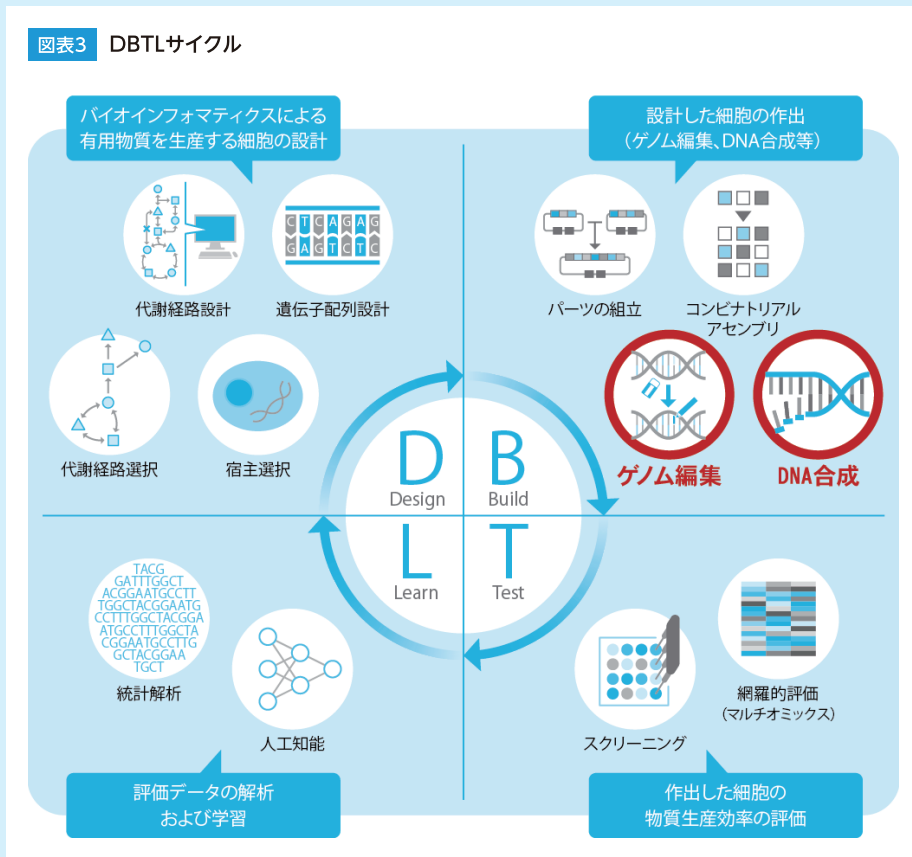 図表3 DBTLサイクル
バイオインフォマティクスによる
有用物質を生産する細胞の設計
代謝経路設計
CTCAGAG
GAGTCTC
遺伝子配列設計
代謝経路選択
宿主選択
設計した細胞の作出
(ゲノム編集、DNA合成等)
パーツの組立
コンビナトリアル
アセンブリ
ゲノム編集
DNA合成
D
Design
B
Build
L
Learn
T
Test
TACG
GATTTGGCT
ACGGAATGCCTT
TGGCTACGGAATG
CCTTTGGCTACGGA
ATGCCTTTGGCTA
CGGAATGCCTTG
GCTACGGAA
TGCT
統計解析
人工知能
評価データの解析
および学習
スクリーニング
網羅的評価
(マルチオミックス)
作出した細胞の
物質生産効率の評価